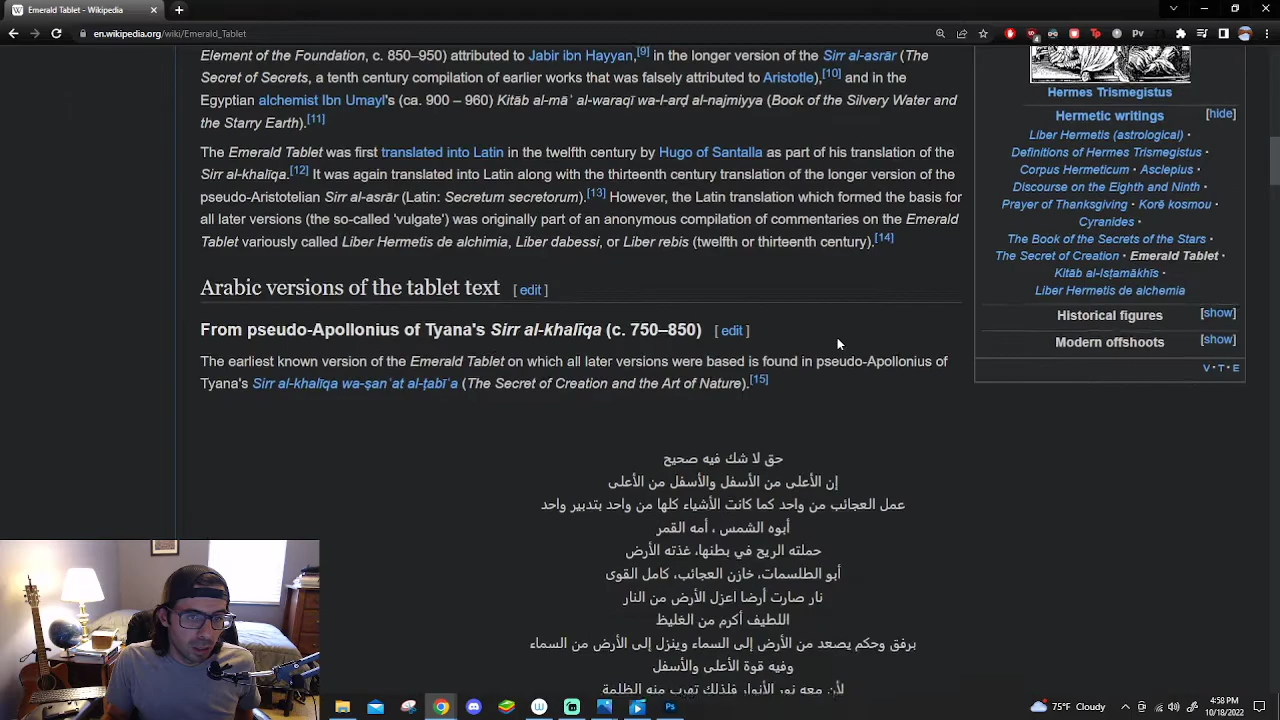 Emerald Tablet - Wikipedia
en.wikipedia.org/wiki/Emerald_Tablet
Element of the Foundation, c. 850–950) attributed to Jabir ibn Hayyan,[9] in the longer version of the Sirr al-asrār (The
Secret of Secrets, a tenth century compilation of earlier works that was falsely attributed to Aristotle),[10] and in the
Egyptian alchemist Ibn Umayl's (ca. 900 – 960) Kitāb al-māʾ al-waraqī wa-l-arḍ al-najmiyya (Book of the Silvery Water and
the Starry Earth).[11]
The Emerald Tablet was first translated into Latin in the twelfth century by Hugo of Santalla as part of his translation of the
Sirr al-khalīqa.[12] It was again translated into Latin along with the thirteenth century translation of the longer version of the
pseudo-Aristotelian Sirr al-asrār (Latin: Secretum secretorum).[13] However, the Latin translation which formed the basis for
all later versions (the so-called 'vulgate') was originally part of an anonymous compilation of commentaries on the Emerald
Tablet variously called Liber Hermetis de alchimia, Liber dabessi, or Liber rebis (twelfth or thirteenth century).[14]
Arabic versions of the tablet text [ edit ]
From pseudo-Apollonius of Tyana's Sirr al-khalīqa (c. 750–850) [ edit ]
The earliest known version of the Emerald Tablet on which all later versions were based is found in pseudo-Apollonius of
Tyana's Sirr al-khalīqa wa-ṣanʿat al-ṭabīʿa (The Secret of Creation and the Art of Nature).[15]
حق لا شك فيه صحيح
إن الأعلى من الأسفل والأسفل من الأعلى
عمل العجائب من واحد كما كانت الأشياء كلها من واحد بتدبير واحد
أبوه الشمس ، أمه القمر
حملته الريح في بطنها، غذته الأرض
أبو الطلسمات، خازن العجائب، كامل القوى
نار صارت أرضا اعزل الأرض من النار
اللطيف أكرم من الغليظ
برفق وحكم يصعد من الأرض إلى السماء وينزل إلى الأرض من السماء
وفيه قوة الأعلى والأسفل
لأن معه نور الأنوار فلذلك تهرب منه الظلمة
Hermes Trismegistus
Hermetic writings [hide]
Liber Hermetis (astrological) ·
Definitions of Hermes Trismegistus ·
Corpus Hermeticum · Asclepius ·
Discourse on the Eighth and Ninth ·
Prayer of Thanksgiving · Korē kosmou ·
Cyranides ·
The Book of the Secrets of the Stars ·
The Secret of Creation · Emerald Tablet ·
Kitāb al-Isṭamākhīs ·
Liber Hermetis de alchemia
Historical figures [show]
Modern offshoots [show]
V · T · E
75°F Cloudy
4:58 PM
10/18/2022